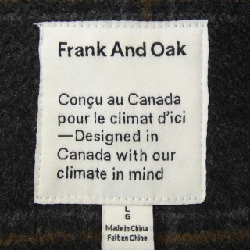 Frank And Oak
Conçu au Canada
pour le climat d'ici
—Designed in
Canada with our
climate in mind
L
G
Made in China
Fait en Chine